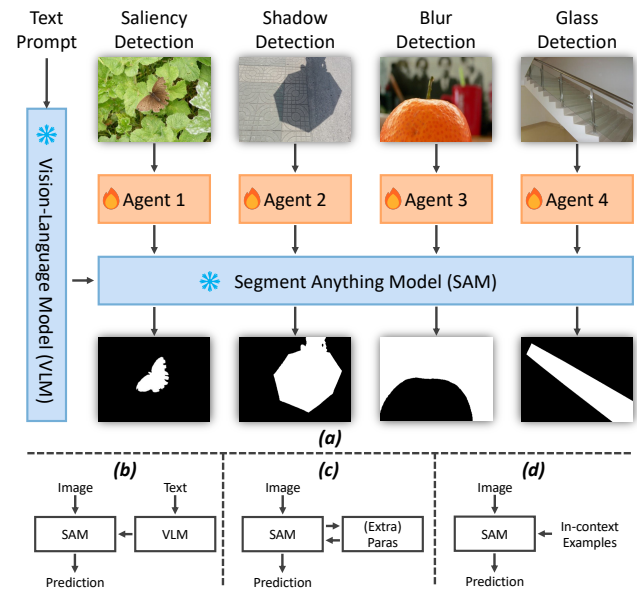 Text
Prompt
Saliency
Detection
Shadow
Detection
Blur
Detection
Glass
Detection
Agent 1
Agent 2
Agent 3
Agent 4
Vision-Language Model (VLM)
Segment Anything Model (SAM)
(a)
(b)
(c)
(d)
Image
Text
SAM
VLM
Prediction
Image
SAM
(Extra)
Paras
Prediction
Image
SAM
In-context
Examples
Prediction